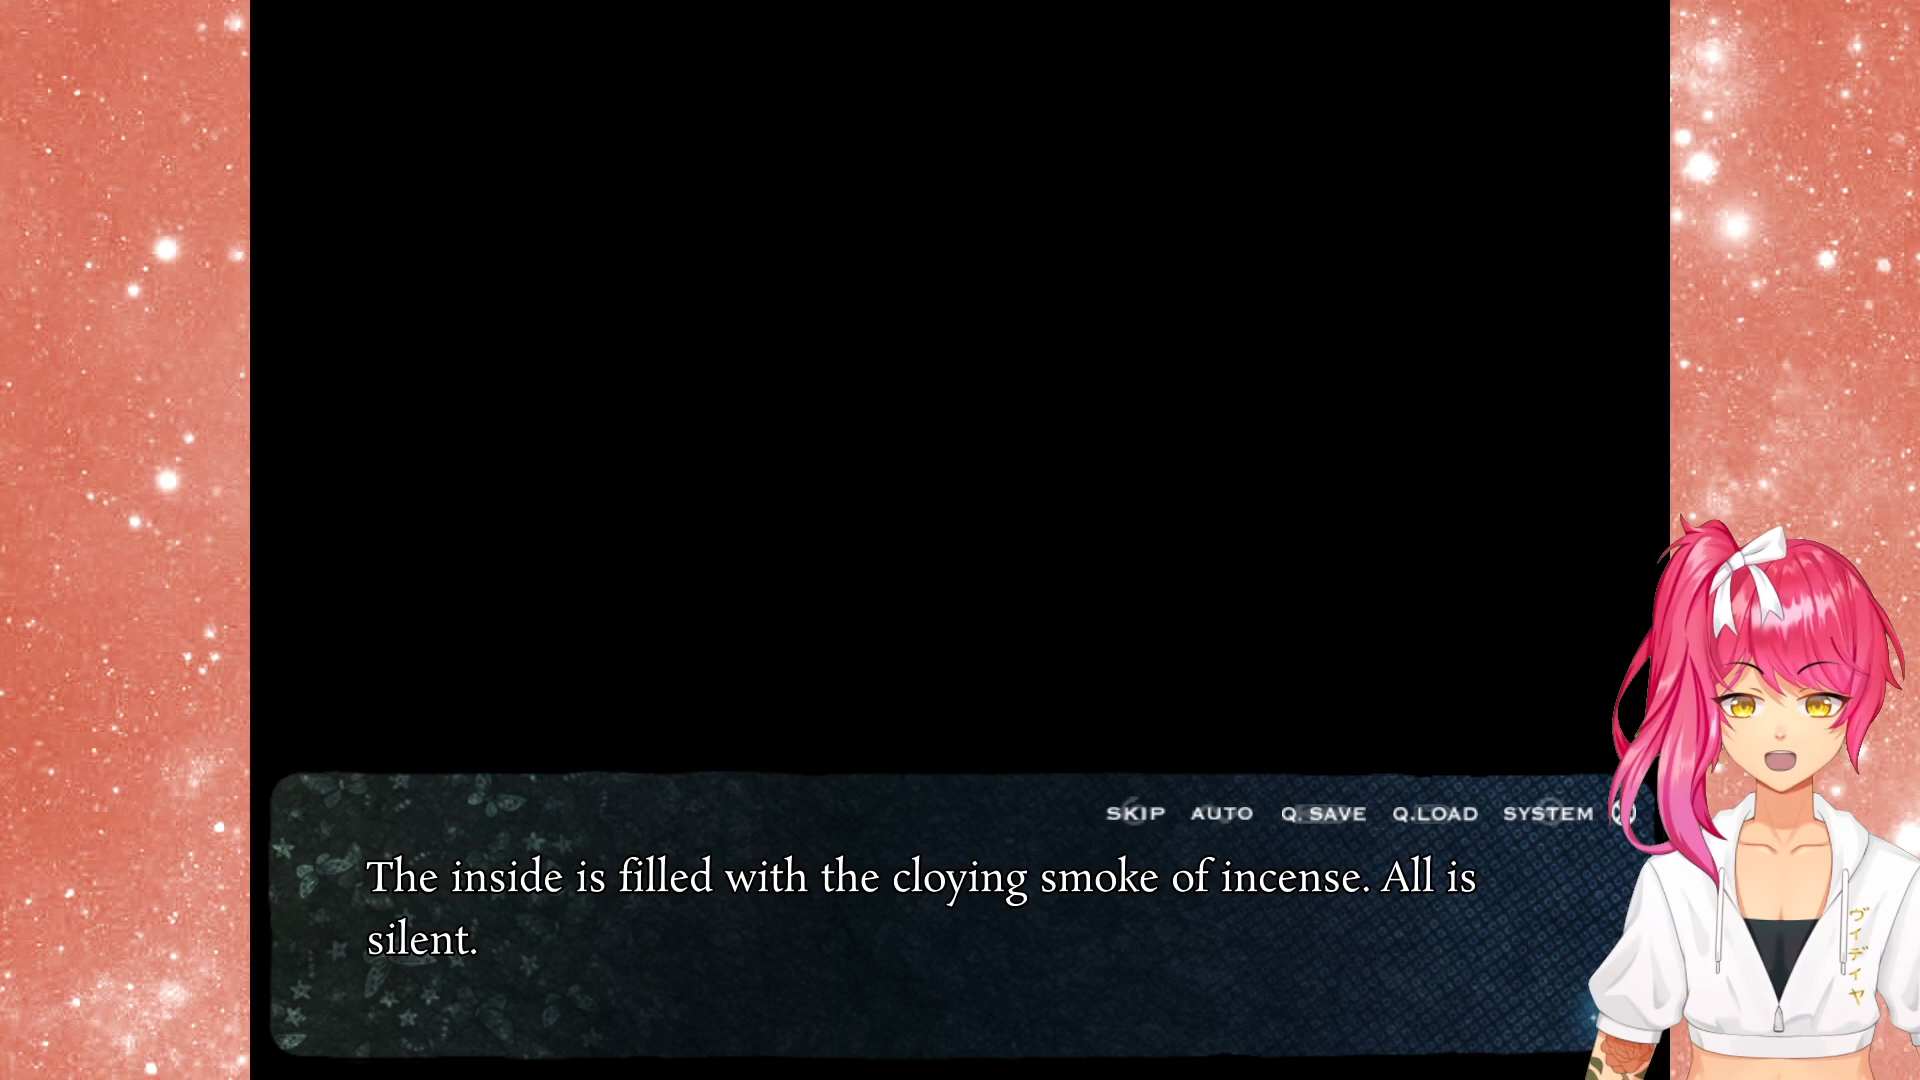 SKIP AUTO Q. SAVE Q.LOAD SYSTEM
The inside is filled with the cloying smoke of incense. All is
silent.
ヴィディヤ